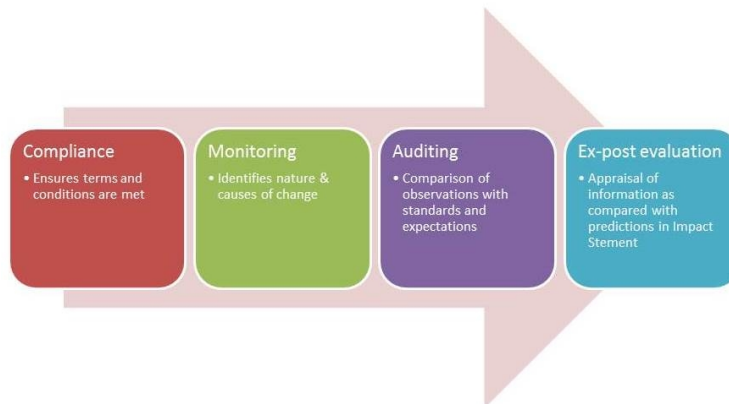 Compliance
• Ensures terms and
conditions are met
Monitoring
• Identifies nature &
causes of change
Auditing
• Comparison of
observations with
standards and
expectations
Ex-post evaluation
• Appraisal of
information as
compared with
predictions in Impact
Stement